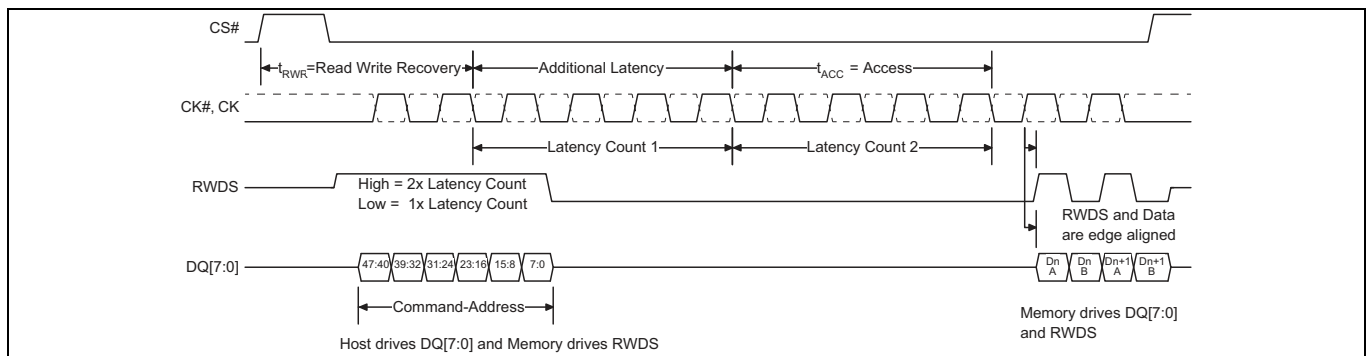 CS#
t_RWR=Read Write Recovery
Additional Latency
t_ACC = Access
CK#, CK
Latency Count 1
Latency Count 2
RWDS
High = 2x Latency Count
Low = 1x Latency Count
RWDS and Data
are edge aligned
DQ[7:0]
47:40 39:32 31:24 23:16 15:8 7:0
Dn
A
Dn
B
Dn+1
A
Dn+1
B
Command-Address
Memory drives DQ[7:0]
and RWDS
Host drives DQ[7:0] and Memory drives RWDS